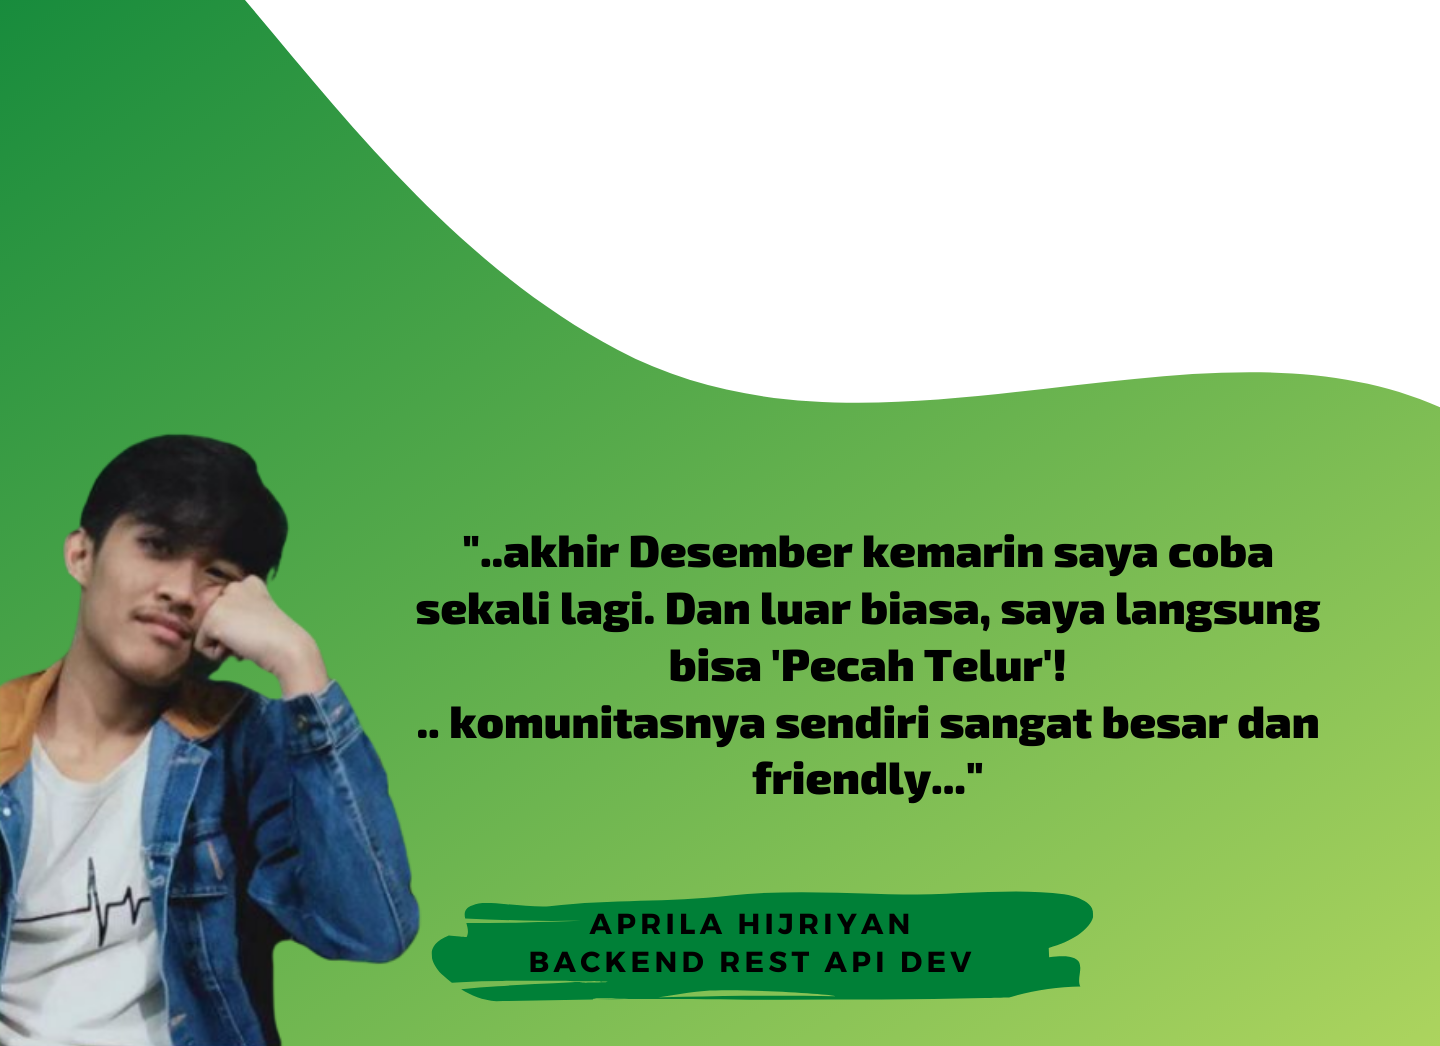 "..akhir Desember kemarin saya coba
sekali lagi. Dan luar biasa, saya langsung
bisa 'Pecah Telur'!
.. komunitasnya sendiri sangat besar dan
friendly..."
APRILA HIJRIYAN
BACKEND REST API DEV